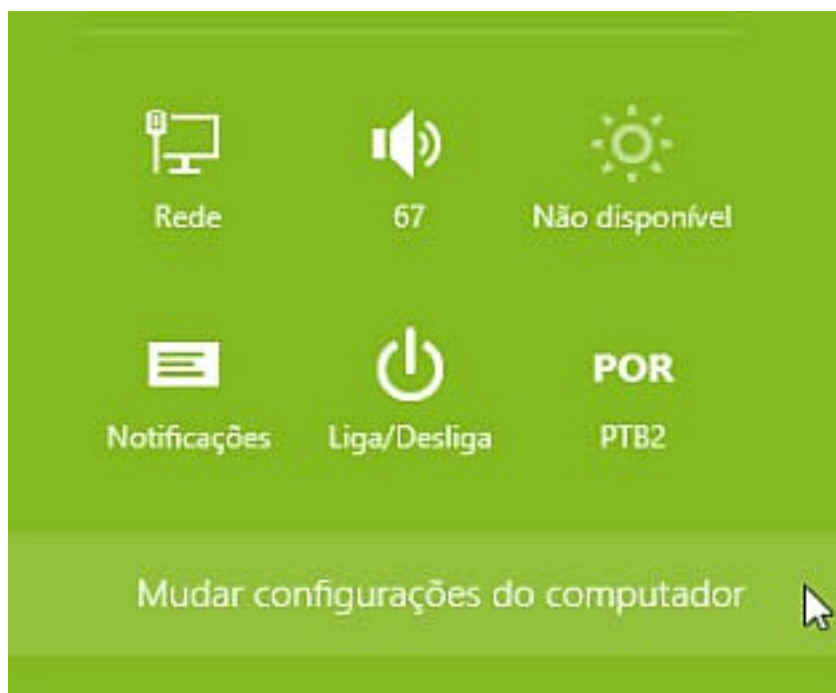 Rede 67 Não disponível
Notificações Liga/Desliga POR
PTB2
Mudar configurações do computador